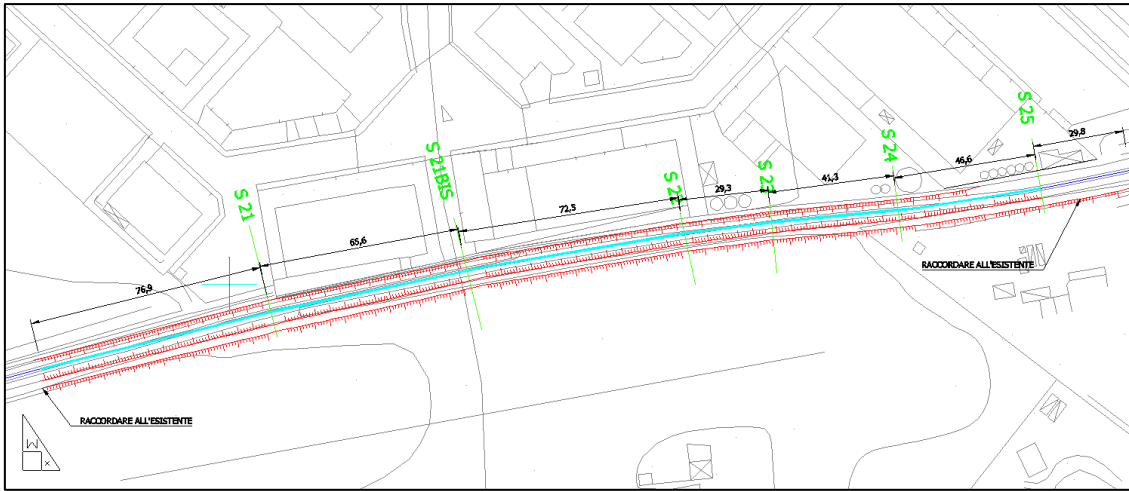 S 25
29,8
S 24
46,6
41,3
S 23
29,3
S 22
72,5
S 21BIS
65,6
S 21
76,9
RACCORDARE ALL'ESISTENTE
RACCORDARE ALL'ESISTENTE